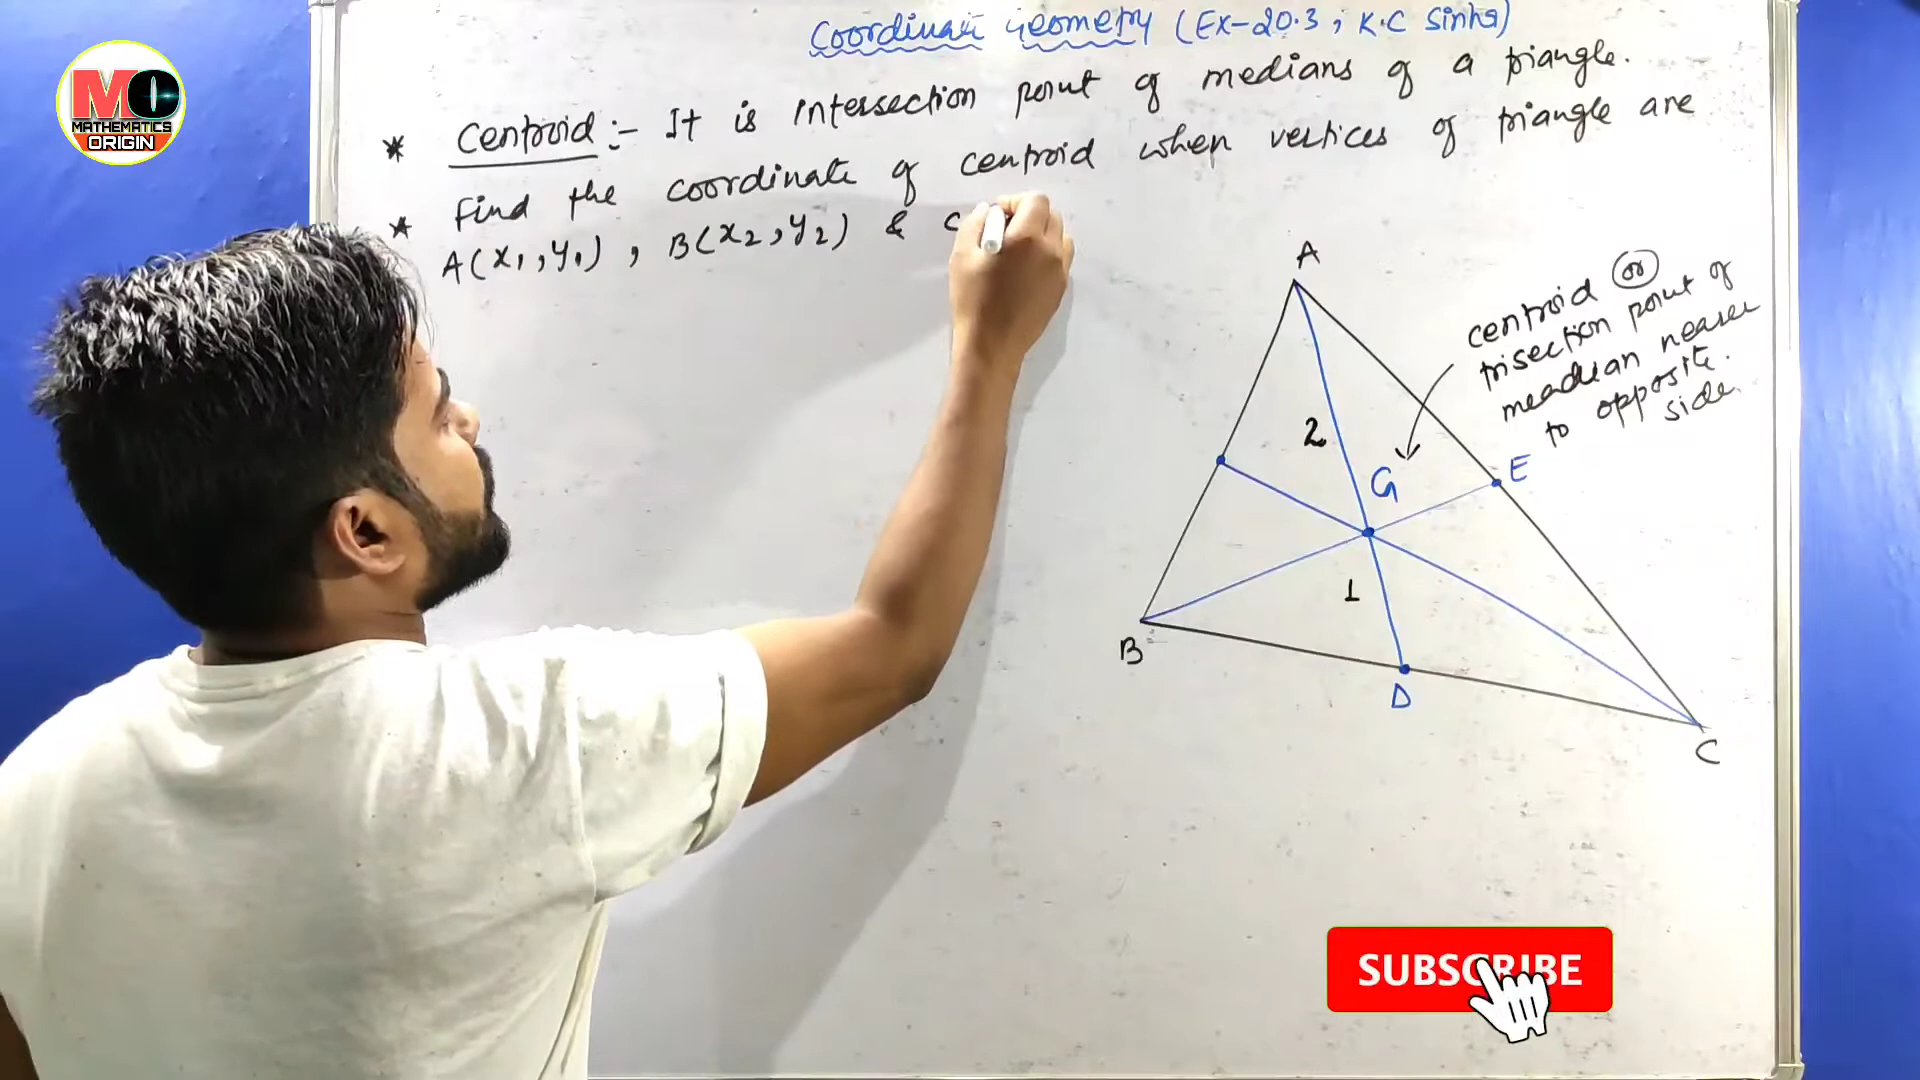 Coordinate Geometry (Ex-20.3; K.C Sinha)
MO
MATHEMATICS
ORIGIN
* Centroid :- It is intersection point of medians of a triangle.
* Find the coordinate of centroid when vertices of triangle are
A(x₁,y₁), B(x₂,y₂) & C
A
centroid or
trisection point of
meadian nearer
to opposite
side.
2
G
E
1
B
D
C
SUBSCRIBE